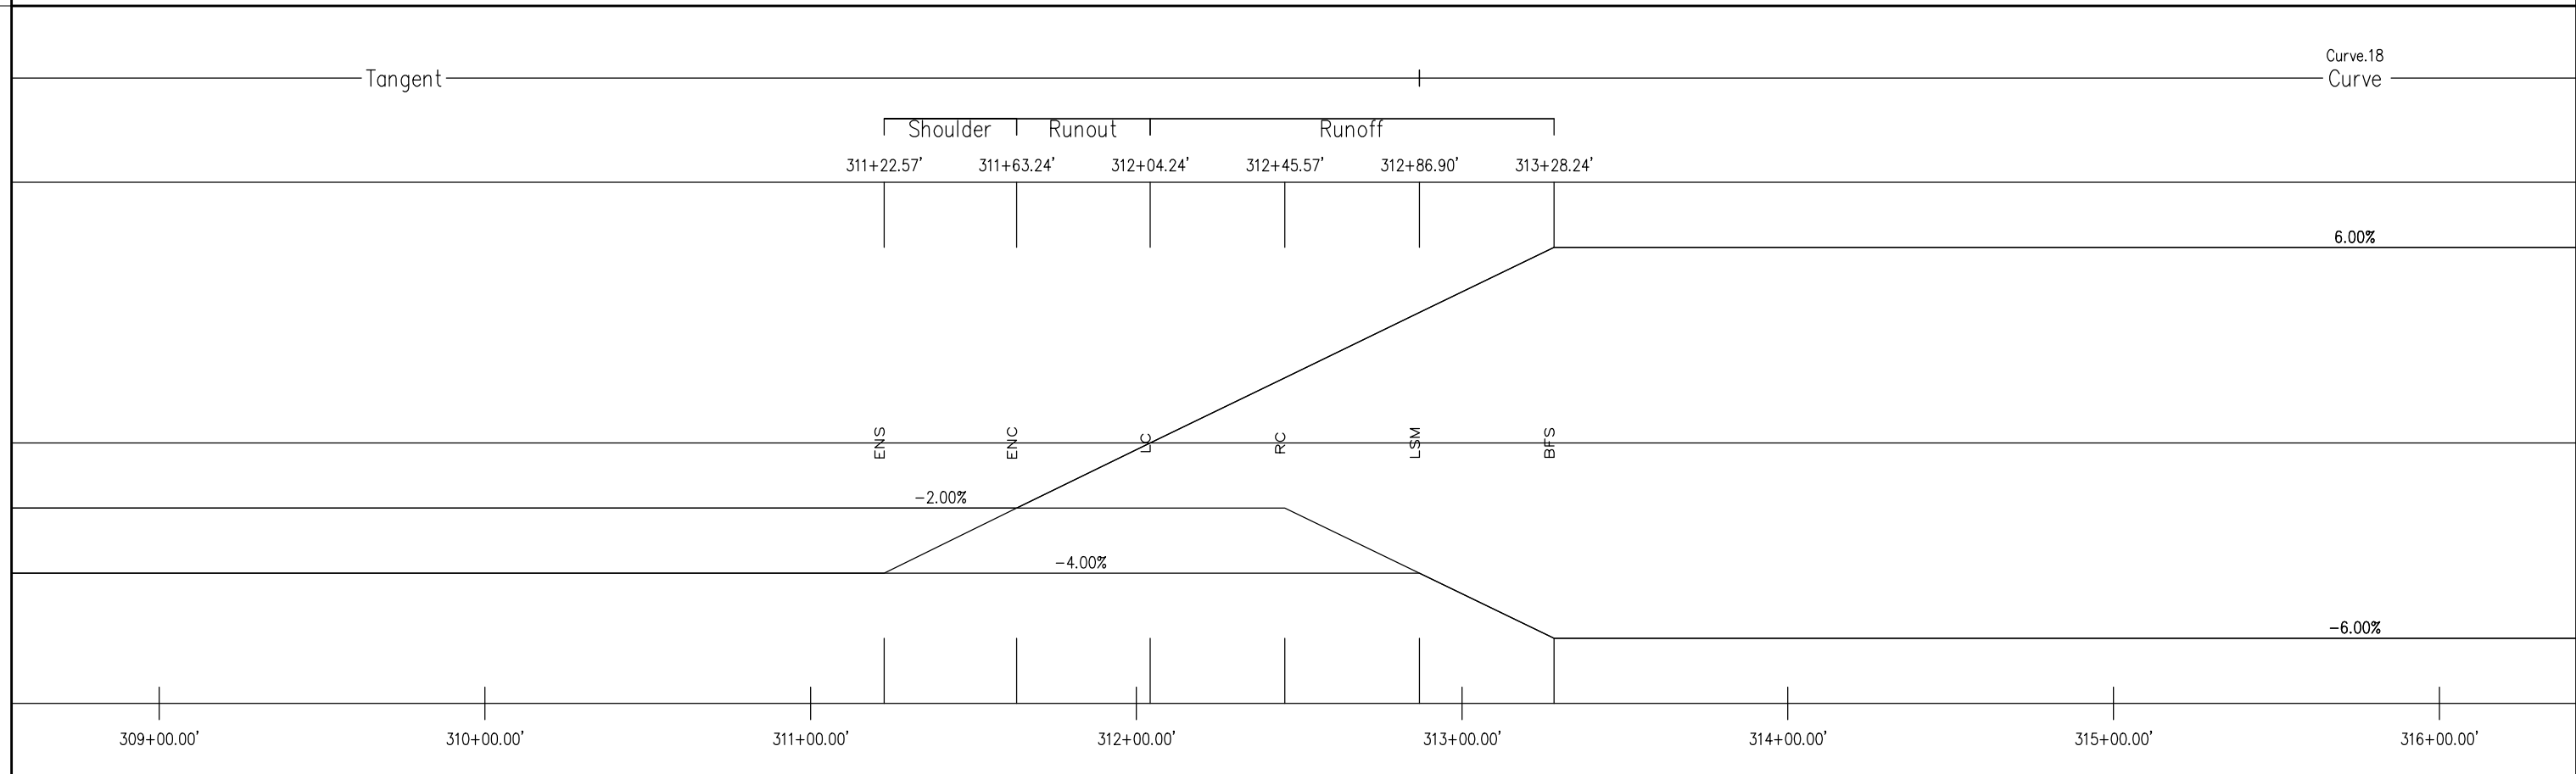 Curve.18
Tangent Curve
Shoulder Runout Runoff
311+22.57' 311+63.24' 312+04.24' 312+45.57' 312+86.90' 313+28.24'
6.00%
ENS ENC LC RC LSM BFS
-2.00%
-4.00%
-6.00%
309+00.00' 310+00.00' 311+00.00' 312+00.00' 313+00.00' 314+00.00' 315+00.00' 316+00.00'